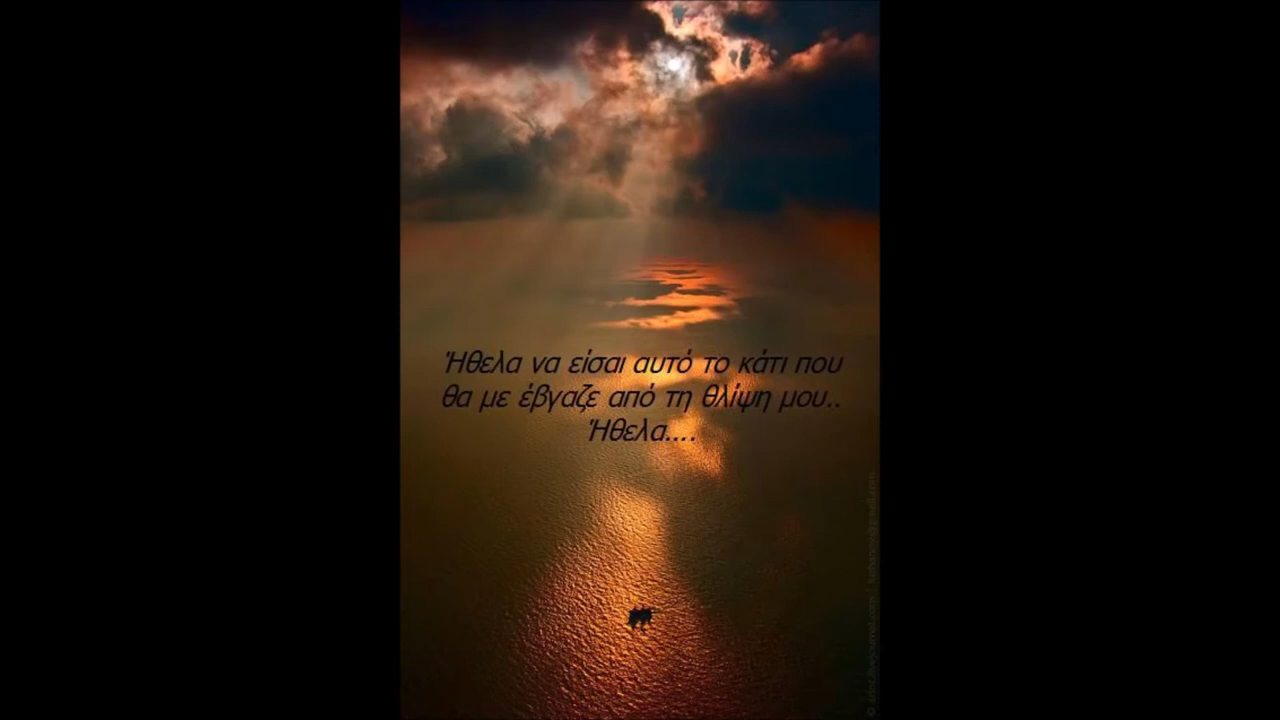 Ήθελα να είσαι αυτό το κάτι που
θα με έβγαζε από τη θλίψη μου..
Ήθελα....